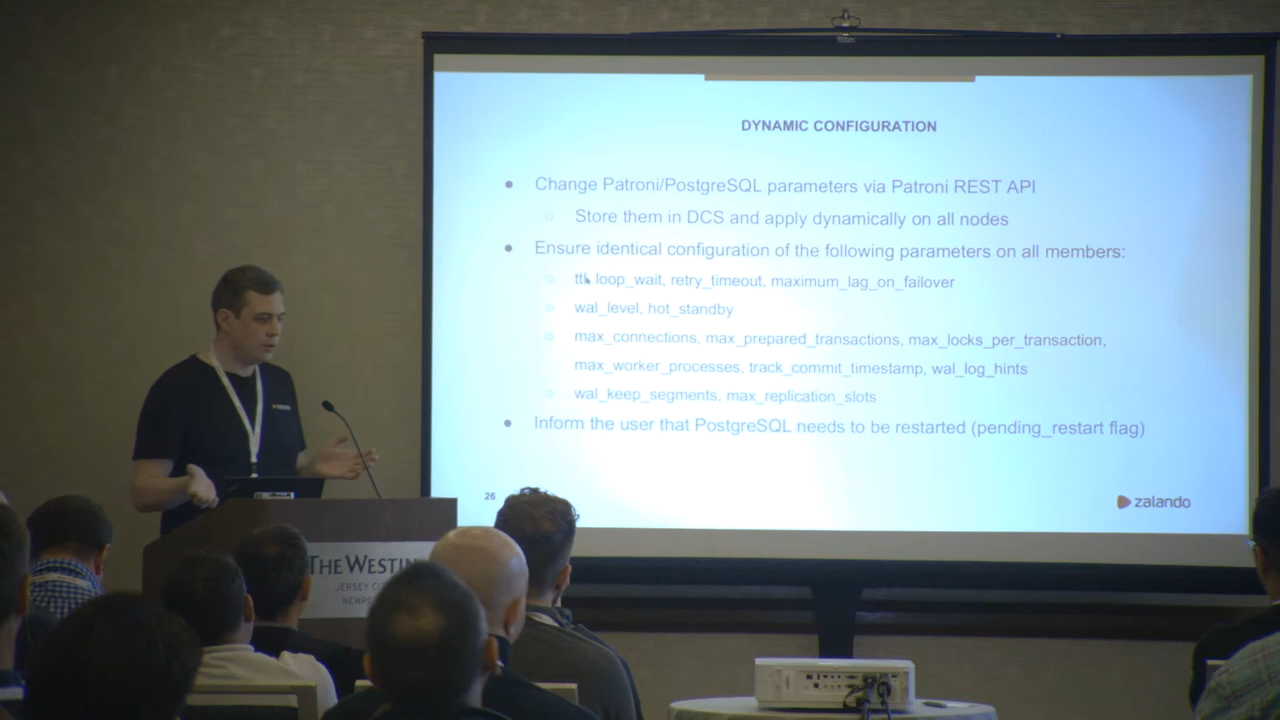 DYNAMIC CONFIGURATION
Change Patroni/PostgreSQL parameters via Patroni REST API
Store them in DCS and apply dynamically on all nodes
Ensure identical configuration of the following parameters on all members:
ttl, loop_wait, retry_timeout, maximum_lag_on_failover
wal_level, hot_standby
max_connections, max_prepared_transactions, max_locks_per_transaction,
max_worker_processes, track_commit_timestamp, wal_log_hints
wal_keep_segments, max_replication_slots
Inform the user that PostgreSQL needs to be restarted (pending_restart flag)
26
zalando
zalando
THE WESTIN
JERSEY